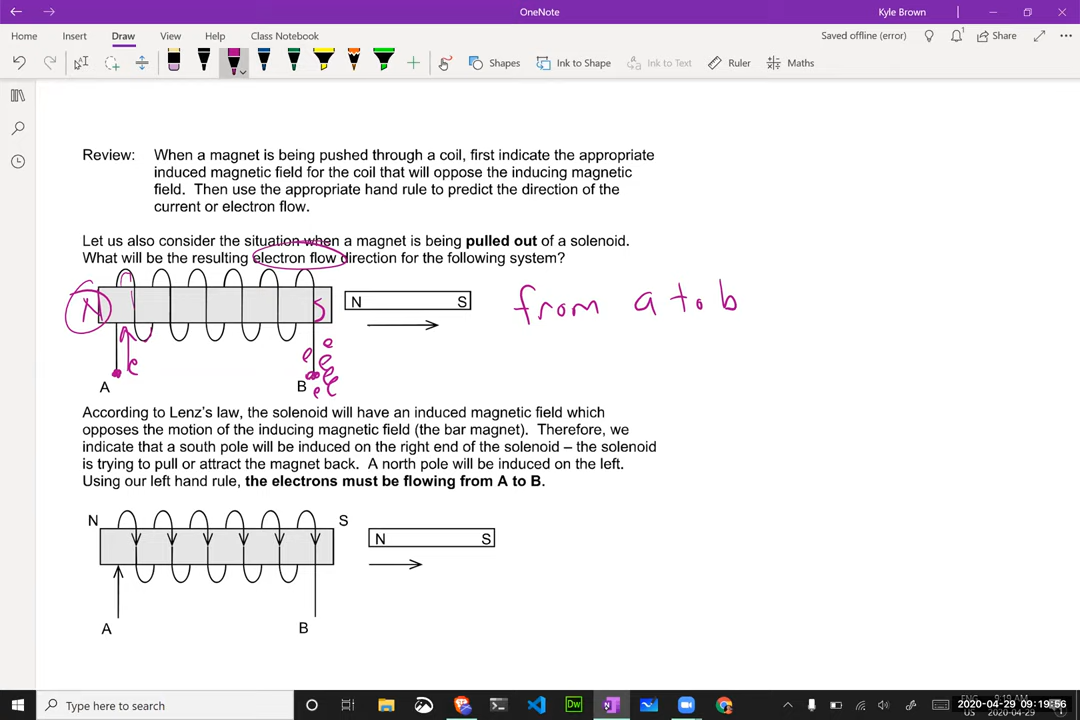 OneNote
Kyle Brown
Home Insert Draw View Help Class Notebook
Saved offline (error) Share
Shapes Ink to Shape Ink to Text Ruler Maths
Review: When a magnet is being pushed through a coil, first indicate the appropriate
induced magnetic field for the coil that will oppose the inducing magnetic
field. Then use the appropriate hand rule to predict the direction of the
current or electron flow.
Let us also consider the situation when a magnet is being pulled out of a solenoid.
What will be the resulting electron flow direction for the following system?
N S N S from a to b
e e e e e e e
A B
According to Lenz's law, the solenoid will have an induced magnetic field which
opposes the motion of the inducing magnetic field (the bar magnet). Therefore, we
indicate that a south pole will be induced on the right end of the solenoid – the solenoid
is trying to pull or attract the magnet back. A north pole will be induced on the left.
Using our left hand rule, the electrons must be flowing from A to B.
N S
N S
A B
Type here to search
Dw
2020-04-29 09:19:56